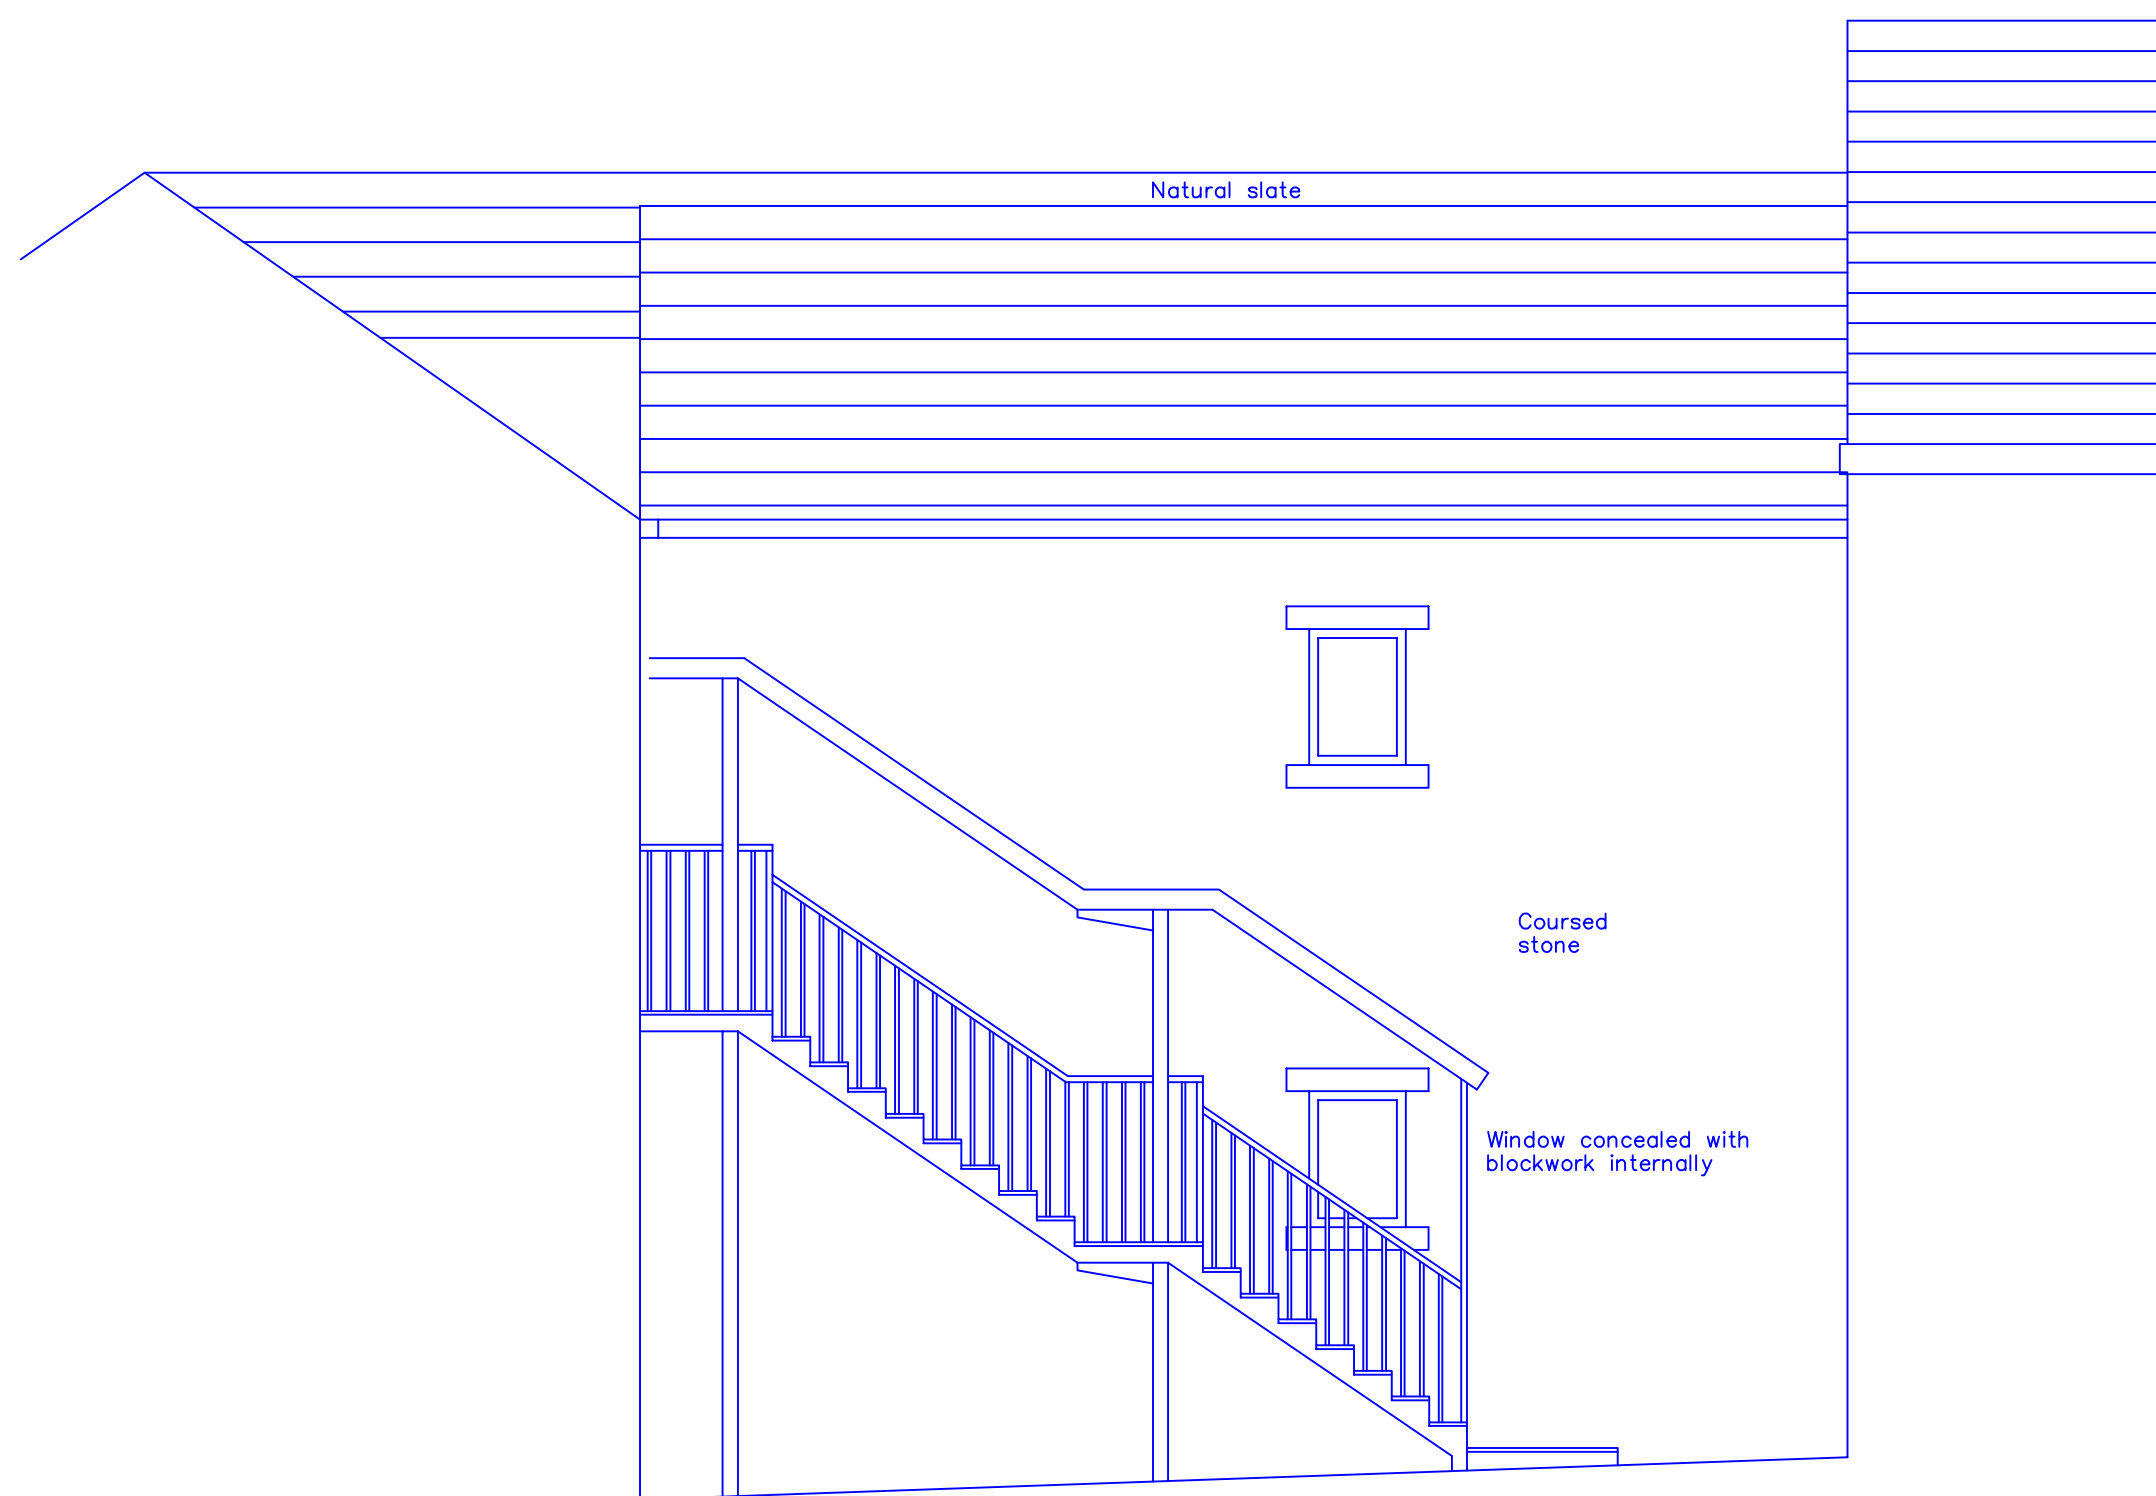 Natural slate
Coursed
stone
Window concealed with
blockwork internally